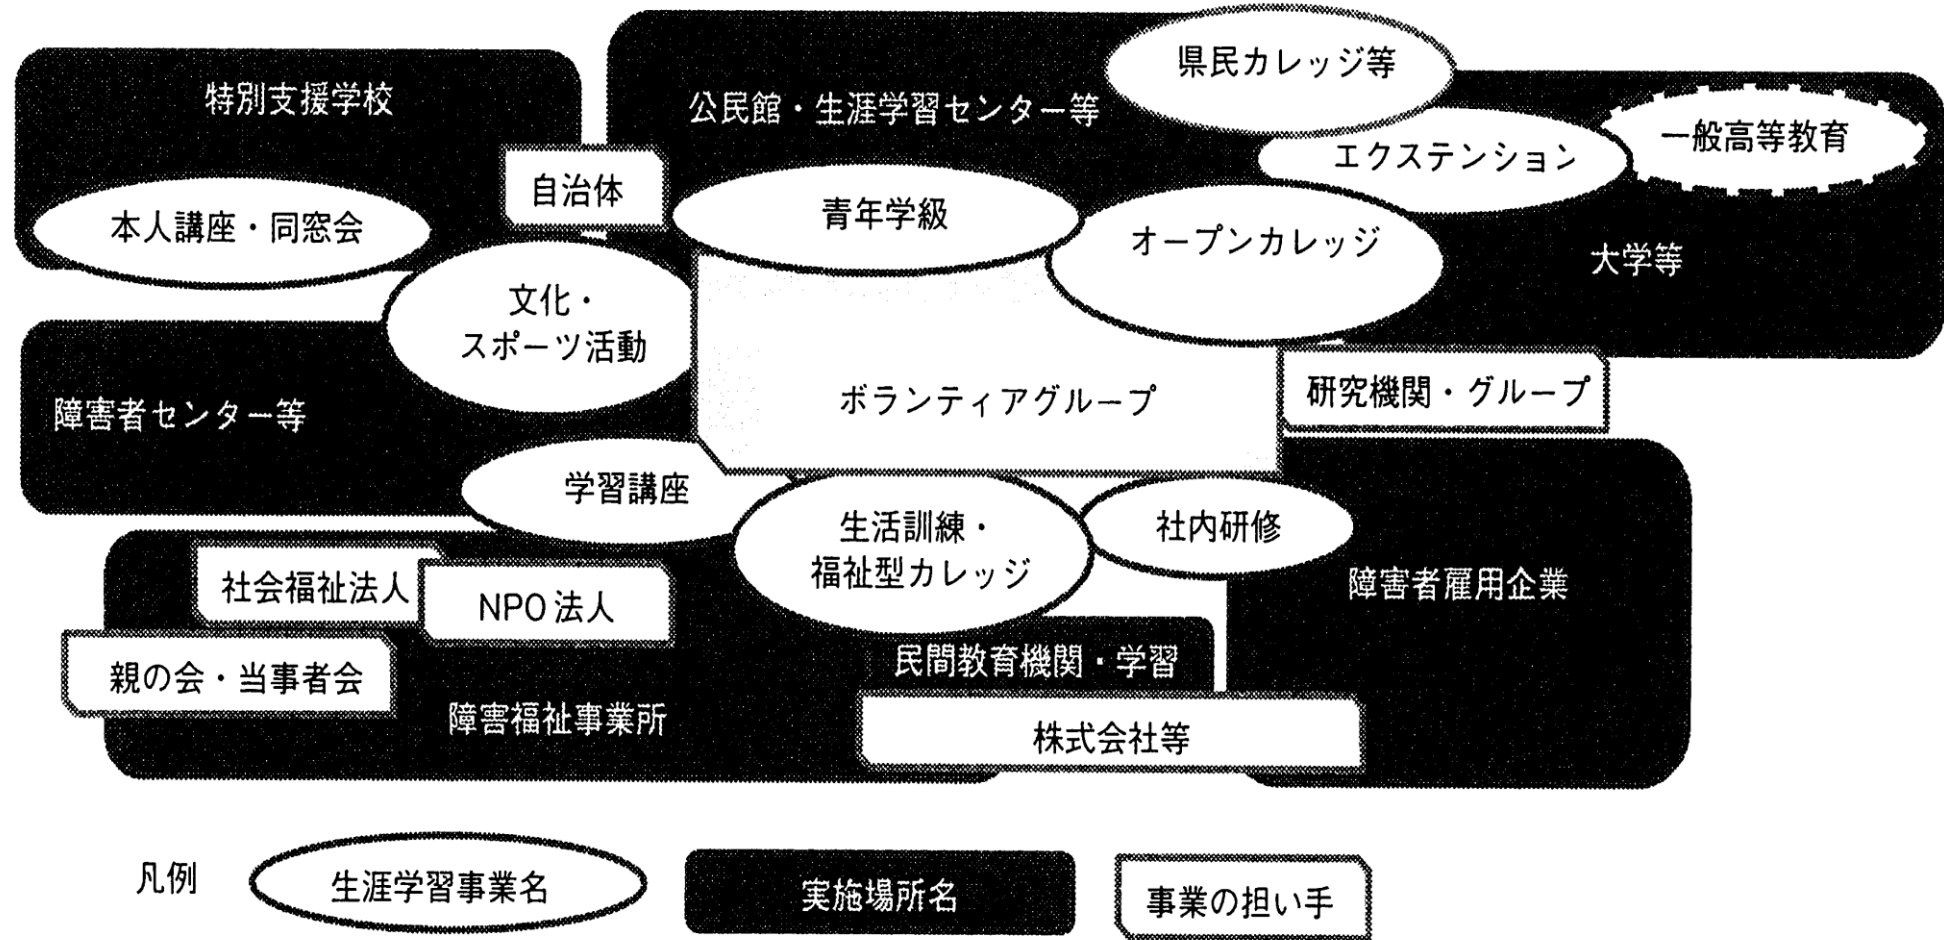 県民カレッジ等
特別支援学校
公民館・生涯学習センター等
一般高等教育
エクステンション
自治体
本人講座・同窓会
青年学級
オープンカレッジ
大学等
文化・
スポーツ活動
ボランティアグループ
研究機関・グループ
障害者センター等
学習講座
生活訓練・
福祉型カレッジ
社内研修
障害者雇用企業
社会福祉法人
NPO法人
親の会・当事者会
民間教育機関・学習
障害福祉事業所
株式会社等
凡例
生涯学習事業名
実施場所名
事業の担い手